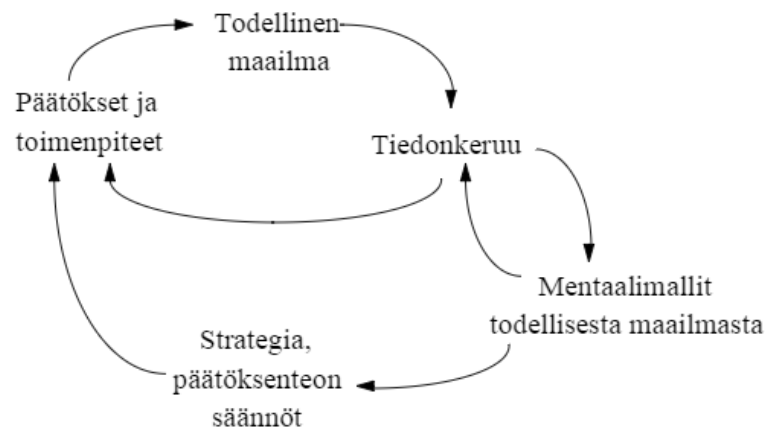 Todellinen
maailma
Päätökset ja
toimenpiteet
Tiedonkeruu
Mentaalimallit
todellisesta maailmasta
Strategia,
päätöksenteon
säännöt